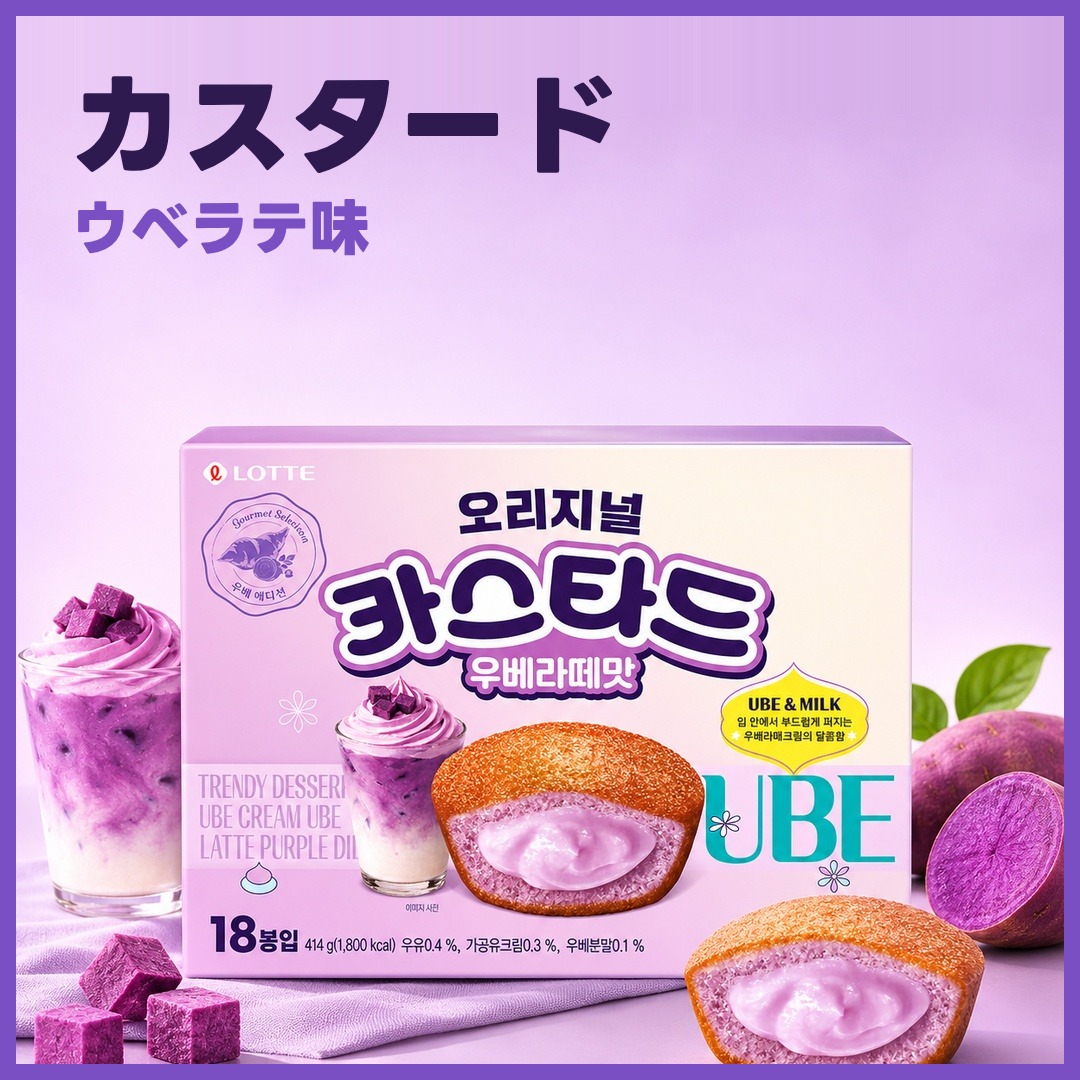 カスタード
ウベラテ味
LOTTE
Gourmet Selection
우베 에디션
오리지널
카스타드
우베라떼맛
UBE & MILK
입 안에서 부드럽게 퍼지는
우베라떼크림의 달콤함
TRENDY DESSERT
UBE CREAM UBE
LATTE PURPLE DI
UBE
이미지 사진
18봉입 414 g(1,800 kcal) 우유0.4 %, 가공유크림0.3 %, 우베분말0.1 %